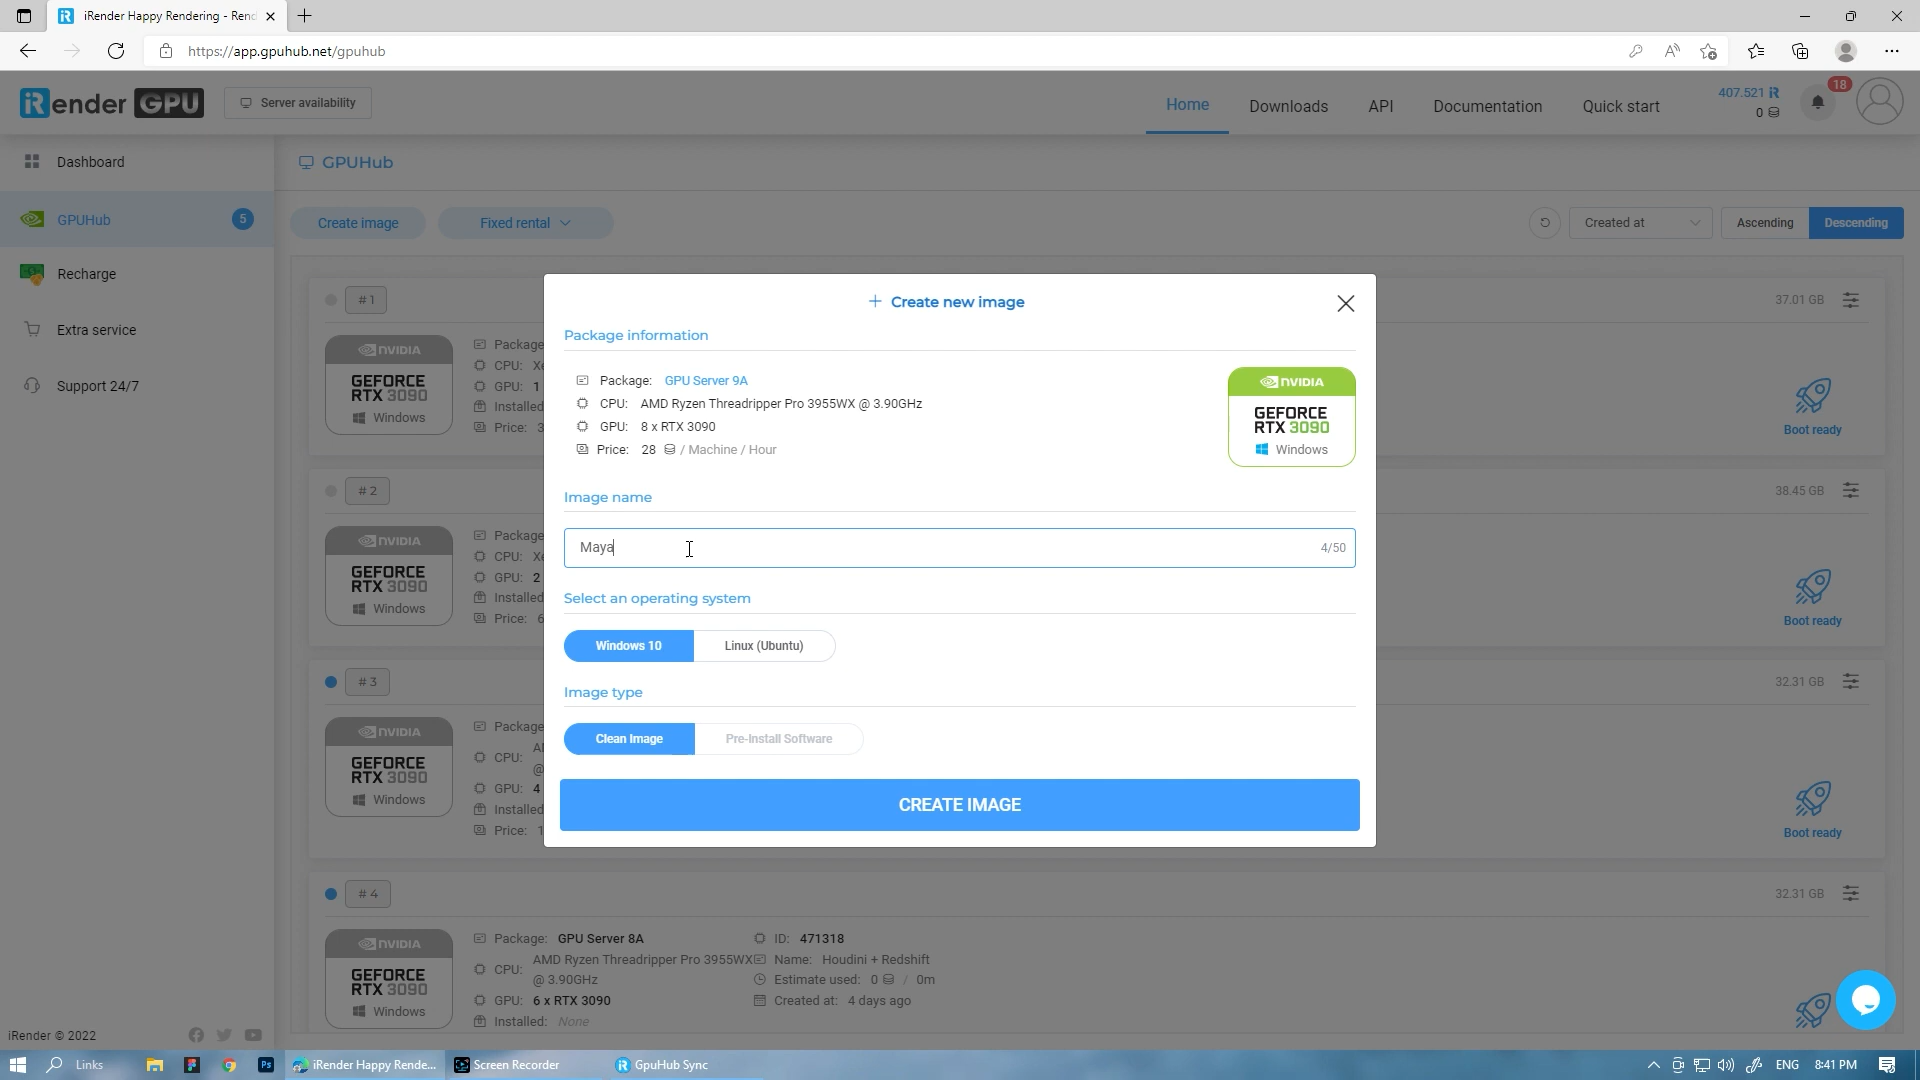 iRender Happy Rendering - Rend
https://app.gpuhub.net/gpuhub
iRender GPU
Server availability
Home
Downloads
API
Documentation
Quick start
407.521
0
18
Dashboard
GPUHub
5
Recharge
Extra service
Support 24/7
GPUHub
Create image
Fixed rental
Created at
Ascending
Descending
# 1
37.01 GB
NVIDIA
GEFORCE
RTX 3090
Windows
Package
CPU: Xe
GPU: 1
Installed
Price: 3
Boot ready
# 2
38.45 GB
NVIDIA
GEFORCE
RTX 3090
Windows
Package
CPU: Xe
GPU: 2
Installed
Price: 6
Boot ready
# 3
32.31 GB
NVIDIA
GEFORCE
RTX 3090
Windows
Package
CPU:
@
GPU: 4
Installed
Price: 1
Boot ready
# 4
32.31 GB
NVIDIA
GEFORCE
RTX 3090
Windows
Package: GPU Server 8A
CPU: AMD Ryzen Threadripper Pro 3955WX
@ 3.90GHz
GPU: 6 x RTX 3090
Installed: None
ID: 471318
Name: Houdini + Redshift
Estimate used: 0 / 0m
Created at: 4 days ago
Create new image
Package information
Package: GPU Server 9A
CPU: AMD Ryzen Threadripper Pro 3955WX @ 3.90GHz
GPU: 8 x RTX 3090
Price: 28 / Machine / Hour
NVIDIA
GEFORCE
RTX 3090
Windows
Image name
Maya
4/50
Select an operating system
Windows 10
Linux (Ubuntu)
Image type
Clean Image
Pre-Install Software
CREATE IMAGE
iRender © 2022
Links
Ps
iRender Happy Rende...
Screen Recorder
GpuHub Sync
ENG
8:41 PM